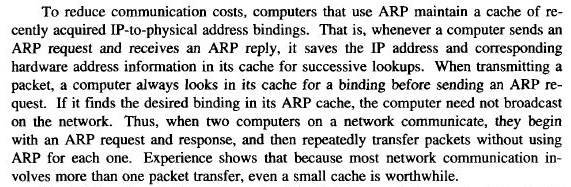 To reduce communication costs, computers that use ARP maintain a cache of re-
cently acquired IP-to-physical address bindings. That is, whenever a computer sends an
ARP request and receives an ARP reply, it saves the IP address and corresponding
hardware address information in its cache for successive lookups. When transmitting a
packet, a computer always looks in its cache for a binding before sending an ARP re-
quest. If it finds the desired binding in its ARP cache, the computer need not broadcast
on the network. Thus, when two computers on a network communicate, they begin
with an ARP request and response, and then repeatedly transfer packets without using
ARP for each one. Experience shows that because most network communication in-
volves more than one packet transfer, even a small cache is worthwhile.